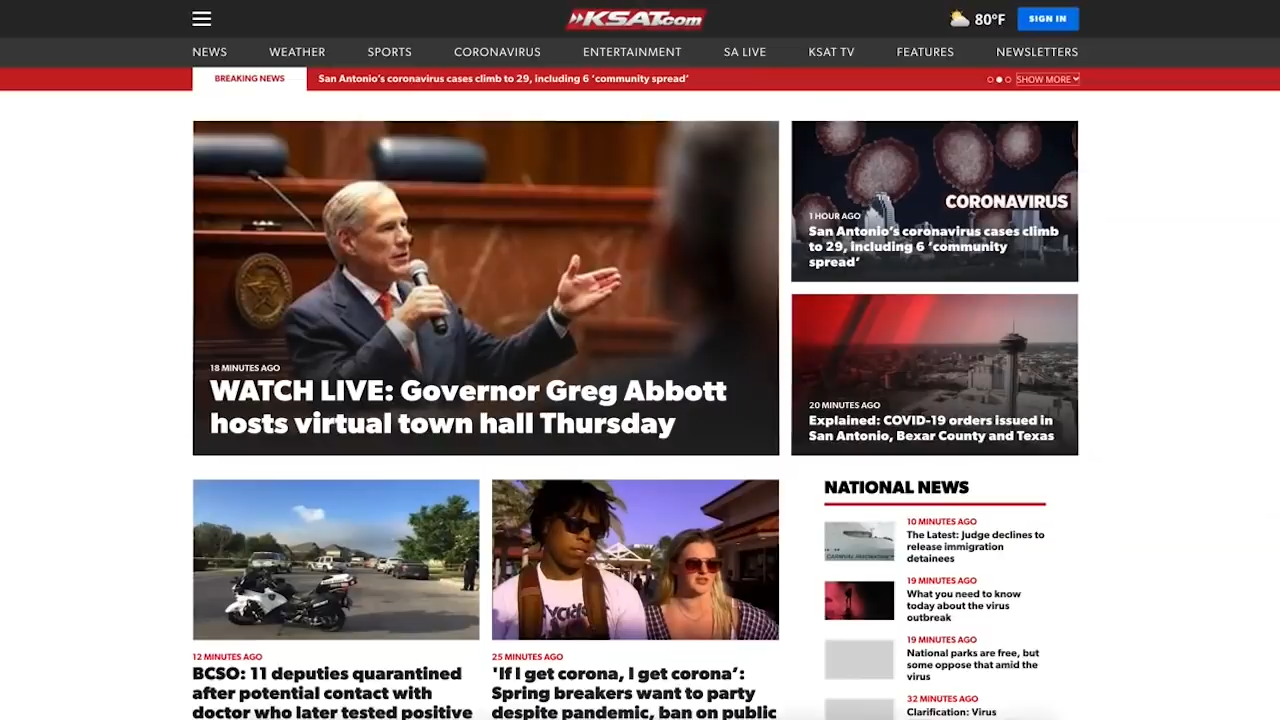 KSAT.com
80°F
SIGN IN
NEWS WEATHER SPORTS CORONAVIRUS ENTERTAINMENT SA LIVE KSAT TV FEATURES NEWSLETTERS
BREAKING NEWS
San Antonio’s coronavirus cases climb to 29, including 6 ‘community spread’
SHOW MORE
18 MINUTES AGO
WATCH LIVE: Governor Greg Abbott
hosts virtual town hall Thursday
CORONAVIRUS
1 HOUR AGO
San Antonio’s coronavirus cases climb
to 29, including 6 ‘community
spread’
20 MINUTES AGO
Explained: COVID-19 orders issued in
San Antonio, Bexar County and Texas
12 MINUTES AGO
BCSO: 11 deputies quarantined
after potential contact with
doctor who later tested positive
25 MINUTES AGO
'If I get corona, I get corona’:
Spring breakers want to party
despite pandemic, ban on public
NATIONAL NEWS
10 MINUTES AGO
The Latest: Judge declines to
release immigration
detainees
19 MINUTES AGO
What you need to know
today about the virus
outbreak
19 MINUTES AGO
National parks are free, but
some oppose that amid the
virus
32 MINUTES AGO
Clarification: Virus